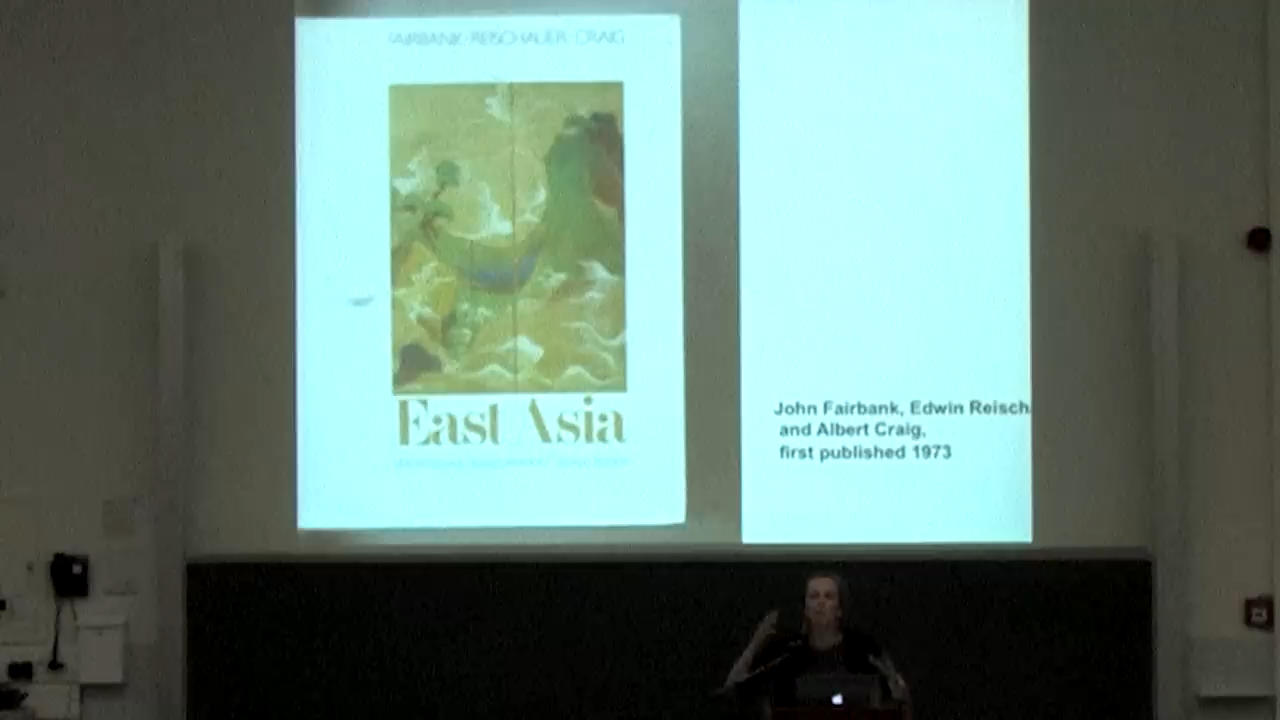 FAIRBANK · REISCHAUER · CRAIG
East Asia
John Fairbank, Edwin Reisch
and Albert Craig,
first published 1973